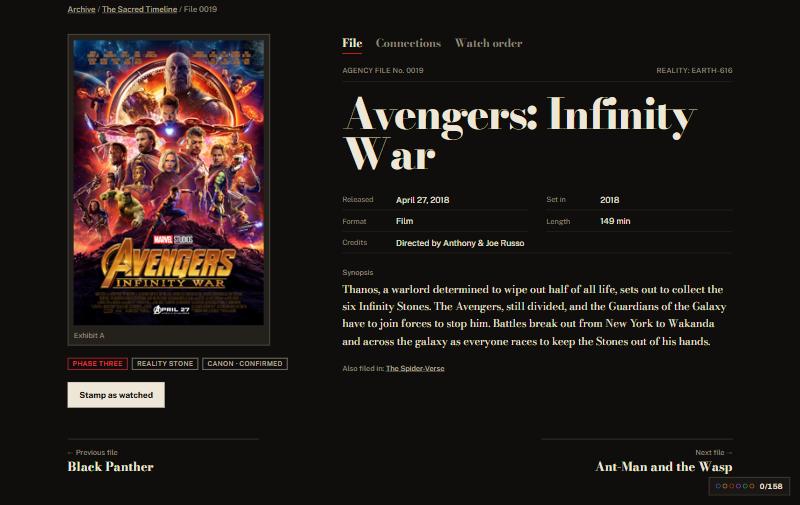 Archive / The Sacred Timeline / File 0019
MARVEL STUDIOS
AVENGERS
INFINITY WAR
APRIL 27
Exhibit A
PHASE THREE
REALITY STONE
CANON · CONFIRMED
Stamp as watched
File Connections Watch order
AGENCY FILE No. 0019 REALITY: EARTH-616
Avengers: Infinity
War
Released April 27, 2018 Set in 2018
Format Film Length 149 min
Credits Directed by Anthony & Joe Russo
Synopsis
Thanos, a warlord determined to wipe out half of all life, sets out to collect the
six Infinity Stones. The Avengers, still divided, and the Guardians of the Galaxy
have to join forces to stop him. Battles break out from New York to Wakanda
and across the galaxy as everyone races to keep the Stones out of his hands.
Also filed in: The Spider-Verse
← Previous file
Black Panther
Next file →
Ant-Man and the Wasp
0/158